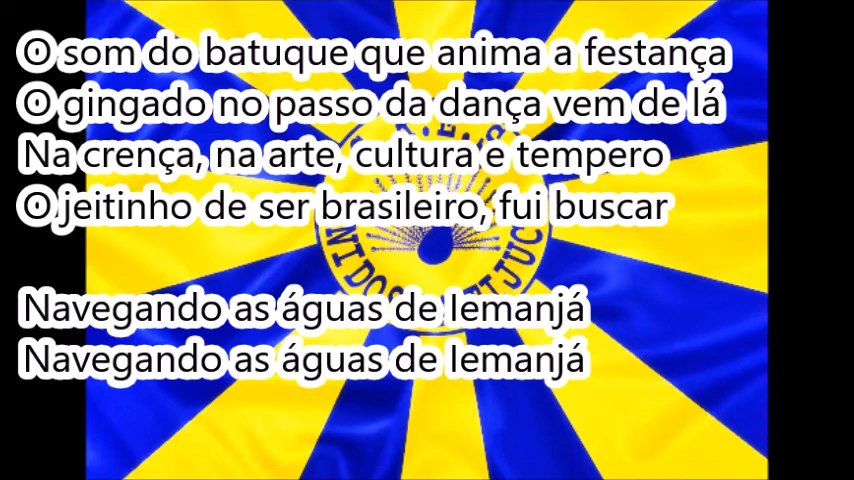 O som do batuque que anima a festança
O gingado no passo da dança vem de lá
Na crença, na arte, cultura e tempero
O jeitinho de ser brasileiro, fui buscar
Navegando as águas de Iemanjá
Navegando as águas de Iemanjá